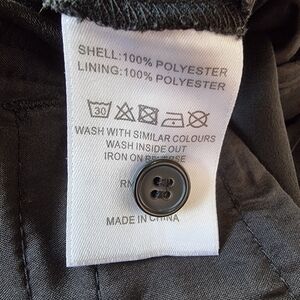 SHELL:100% POLYESTER
LINING:100% POLYESTER
30
WASH WITH SIMILAR COLOURS
WASH INSIDE OUT
IRON ON REVERSE
RN
MADE IN CHINA